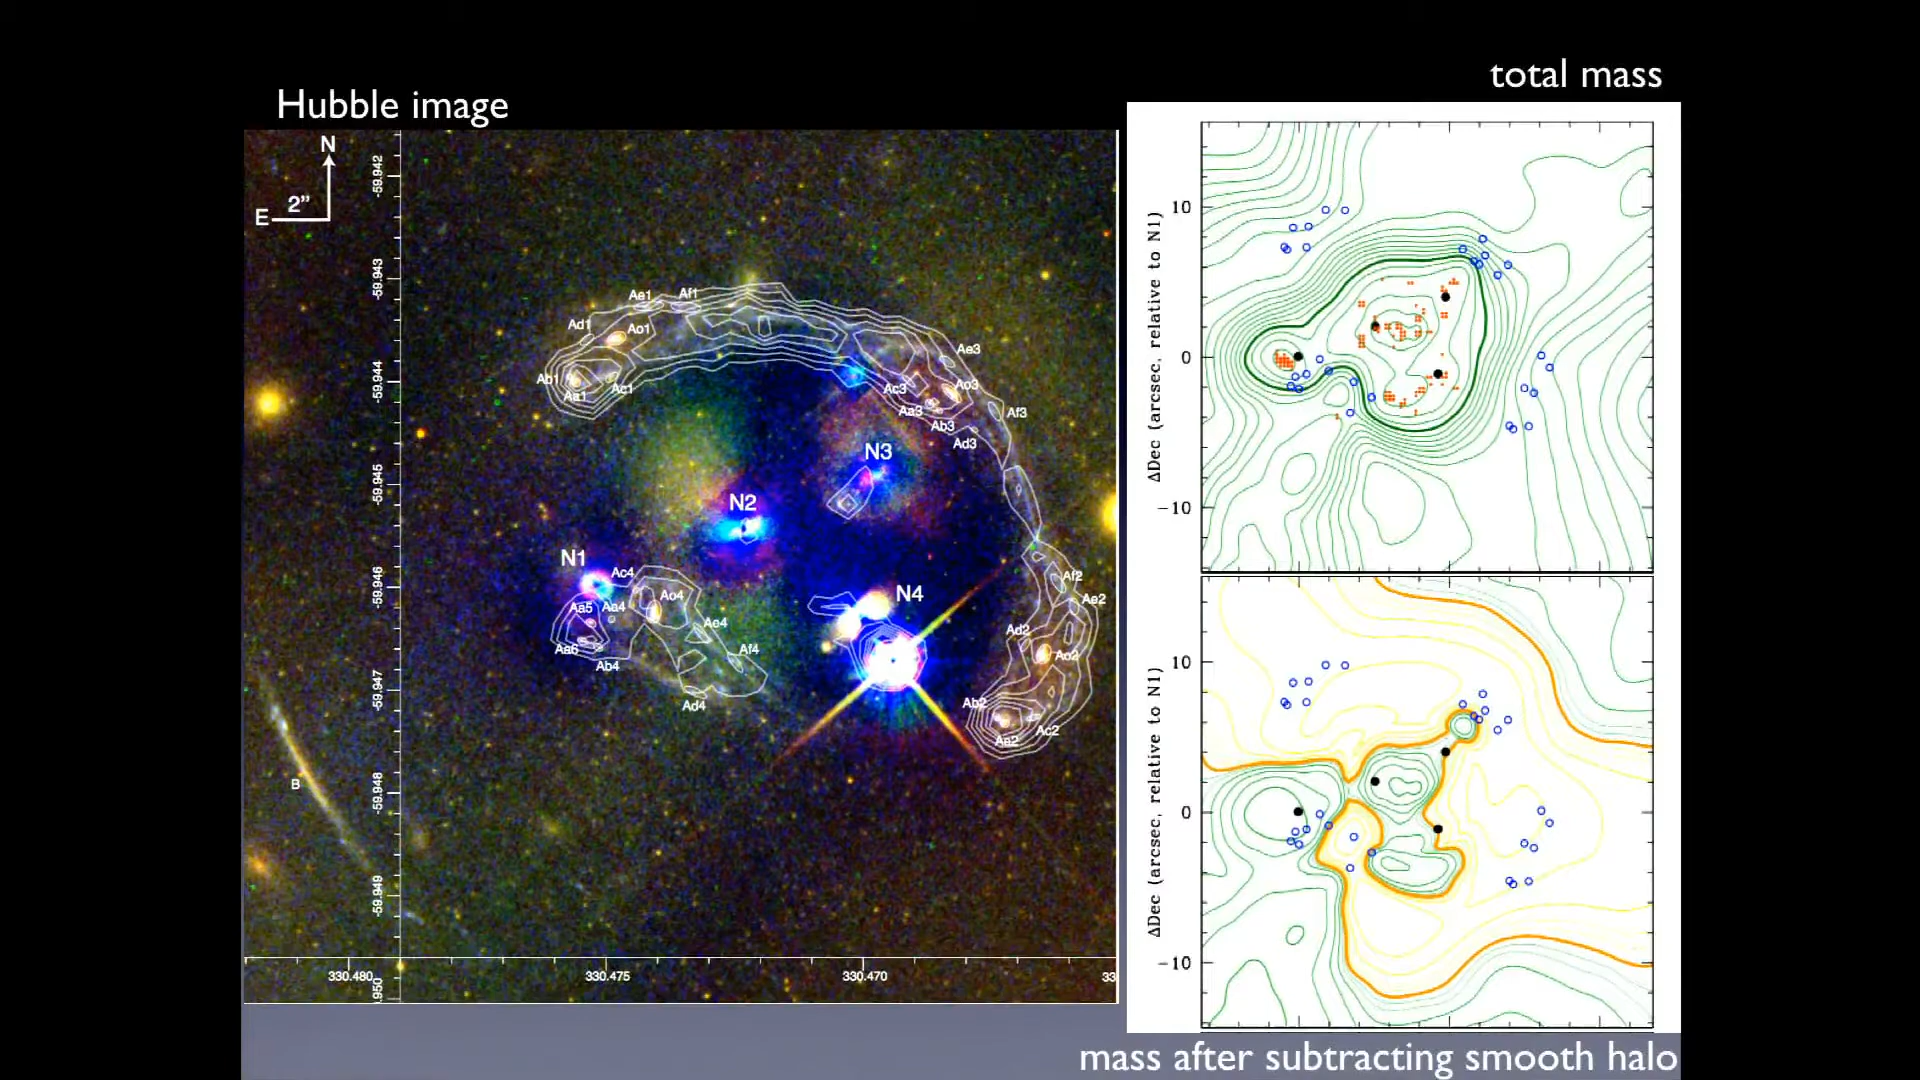 total mass
Hubble image
N
2”
E
-59.942
-59.943
-59.944
-59.945
-59.946
-59.947
-59.948
-59.949
Ae1
Af1
Ad1
Ao1
Ab1
Aa1
Ac1
Ae3
Ac3
Ao3
Aa3
Af3
Ab3
Ad3
N3
N2
N1
Ac4
N4
Af2
Aa5
Aa4
Ao4
Ae2
Ae4
Ad2
Aa6
Af4
Ao2
Ab4
Ad4
Ab2
Ac2
Aa2
B
330.480
330.475
330.470
ΔDec (arcsec, relative to N1)
10
0
-10
ΔDec (arcsec, relative to N1)
10
0
-10
mass after subtracting smooth halo